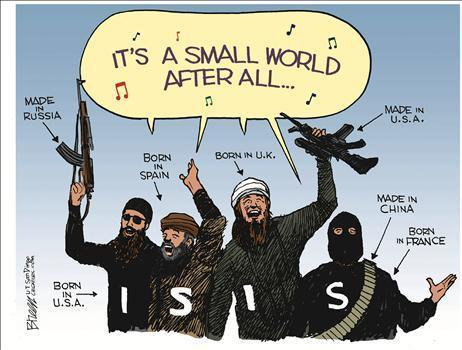 IT'S A SMALL WORLD
AFTER ALL...
MADE
IN
RUSSIA
BORN
IN
SPAIN
BORN IN U.K.
MADE IN
U.S.A.
MADE IN
CHINA
BORN
IN FRANCE
BORN
IN
U.S.A.
I S I S